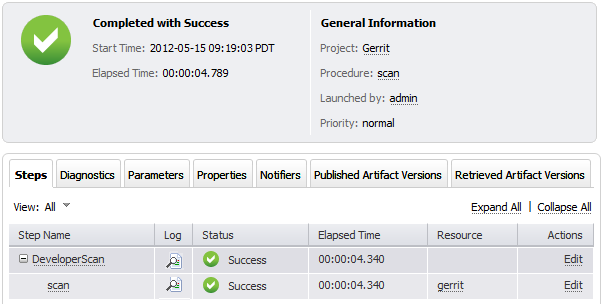 Completed with Success
Start Time: 2012-05-15 09:19:03 PDT
Elapsed Time: 00:00:04.789
General Information
Project: Gerrit
Procedure: scan
Launched by: admin
Priority: normal
Steps Diagnostics Parameters Properties Notifiers Published Artifact Versions Retrieved Artifact Versions
View: All Expand All | Collapse All
Step Name Log Status Elapsed Time Resource Actions
DeveloperScan Success 00:00:04.340 Edit
scan Success 00:00:04.340 gerrit Edit